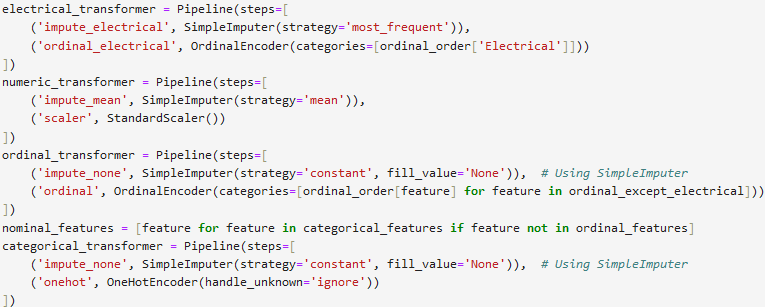 electrical_transformer = Pipeline(steps=[
    ('impute_electrical', SimpleImputer(strategy='most_frequent')),
    ('ordinal_electrical', OrdinalEncoder(categories=[ordinal_order['Electrical']]))
])
numeric_transformer = Pipeline(steps=[
    ('impute_mean', SimpleImputer(strategy='mean')),
    ('scaler', StandardScaler())
])
ordinal_transformer = Pipeline(steps=[
    ('impute_none', SimpleImputer(strategy='constant', fill_value='None')),  # Using SimpleImputer
    ('ordinal', OrdinalEncoder(categories=[ordinal_order[feature] for feature in ordinal_except_electrical]))
])
nominal_features = [feature for feature in categorical_features if feature not in ordinal_features]
categorical_transformer = Pipeline(steps=[
    ('impute_none', SimpleImputer(strategy='constant', fill_value='None')),  # Using SimpleImputer
    ('onehot', OneHotEncoder(handle_unknown='ignore'))
])